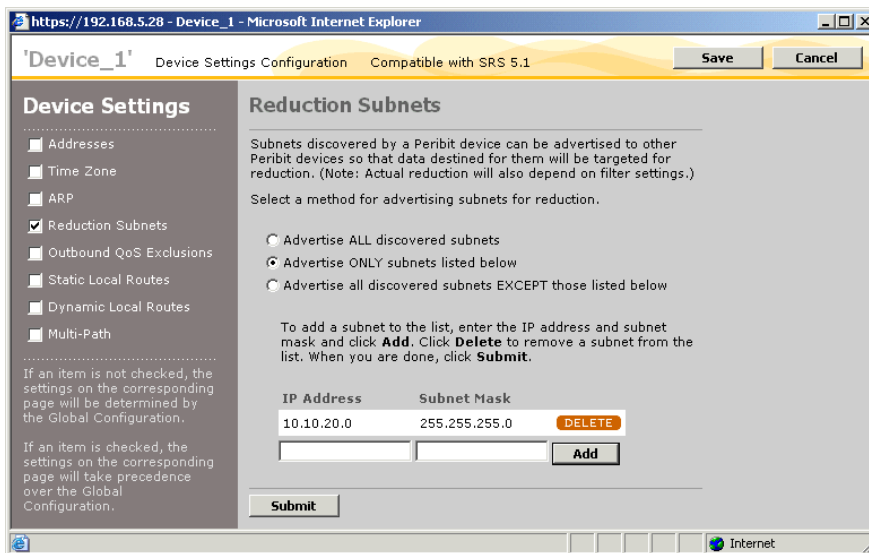 https://192.168.5.28 - Device_1 - Microsoft Internet Explorer
'Device_1' Device Settings Configuration Compatible with SRS 5.1 Save Cancel
Device Settings
Addresses
Time Zone
ARP
Reduction Subnets
Outbound QoS Exclusions
Static Local Routes
Dynamic Local Routes
Multi-Path
If an item is not checked, the
settings on the corresponding
page will be determined by
the Global Configuration.
If an item is checked, the
settings on the corresponding
page will take precedence
over the Global
Configuration.
Reduction Subnets
Subnets discovered by a Peribit device can be advertised to other
Peribit devices so that data destined for them will be targeted for
reduction. (Note: Actual reduction will also depend on filter settings.)
Select a method for advertising subnets for reduction.
Advertise ALL discovered subnets
Advertise ONLY subnets listed below
Advertise all discovered subnets EXCEPT those listed below
To add a subnet to the list, enter the IP address and subnet
mask and click Add. Click Delete to remove a subnet from the
list. When you are done, click Submit.
IP Address Subnet Mask
10.10.20.0 255.255.255.0 DELETE
Add
Submit
Internet